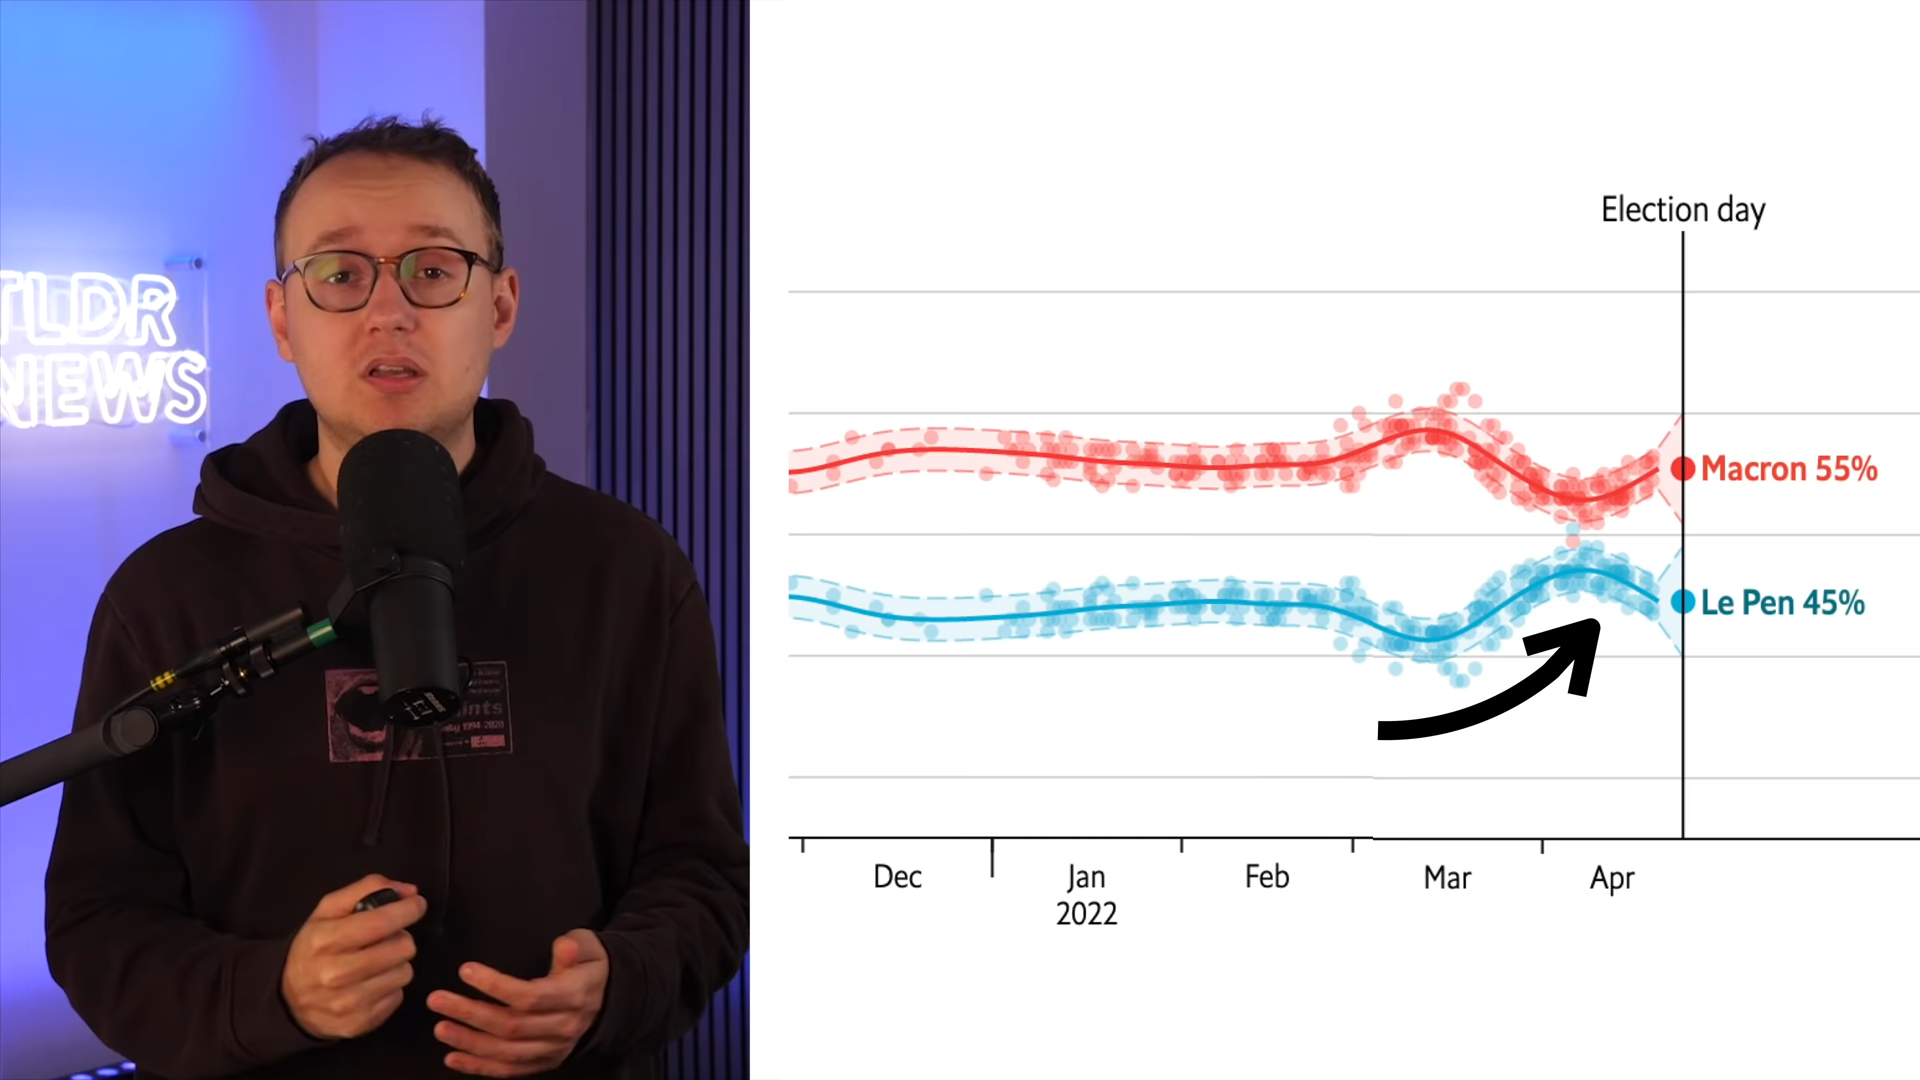 TLDR
NEWS
Election day
Macron 55%
Le Pen 45%
Dec
Jan
2022
Feb
Mar
Apr